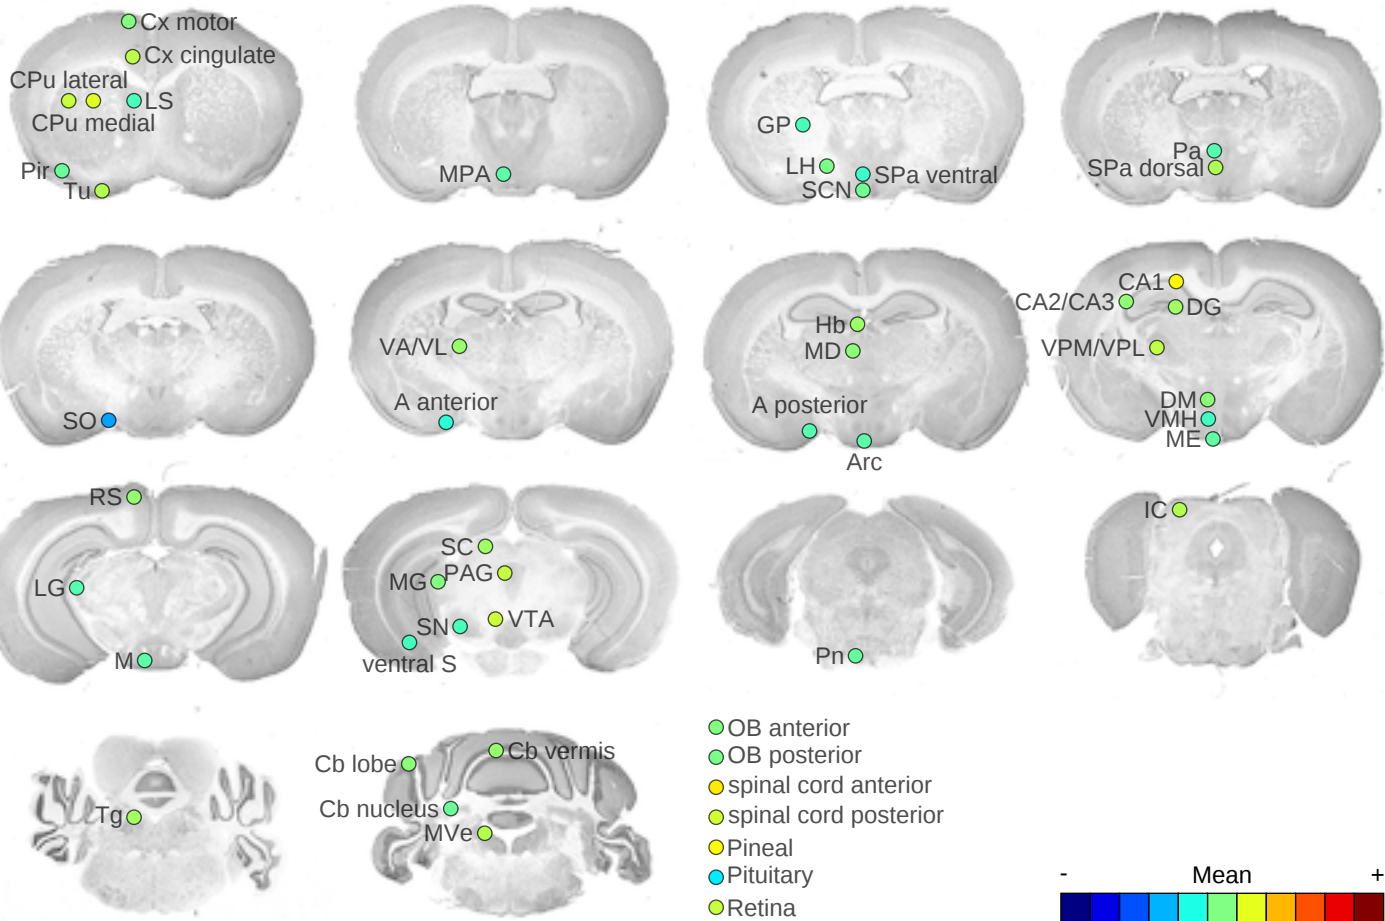 Cx motor
Cx cingulate
CPu lateral
LS
CPu medial
Pir
Tu
MPA
GP
LH
SPa ventral
SCN
Pa
SPa dorsal
SO
VA/VL
A anterior
Hb
MD
A posterior
Arc
CA1
CA2/CA3
DG
VPM/VPL
DM
VMH
ME
RS
LG
M
SC
MG
PAG
SN
VTA
ventral S
Pn
IC
Tg
Cb lobe
Cb vermis
Cb nucleus
MVe
OB anterior
OB posterior
spinal cord anterior
spinal cord posterior
Pineal
Pituitary
Retina
- Mean +